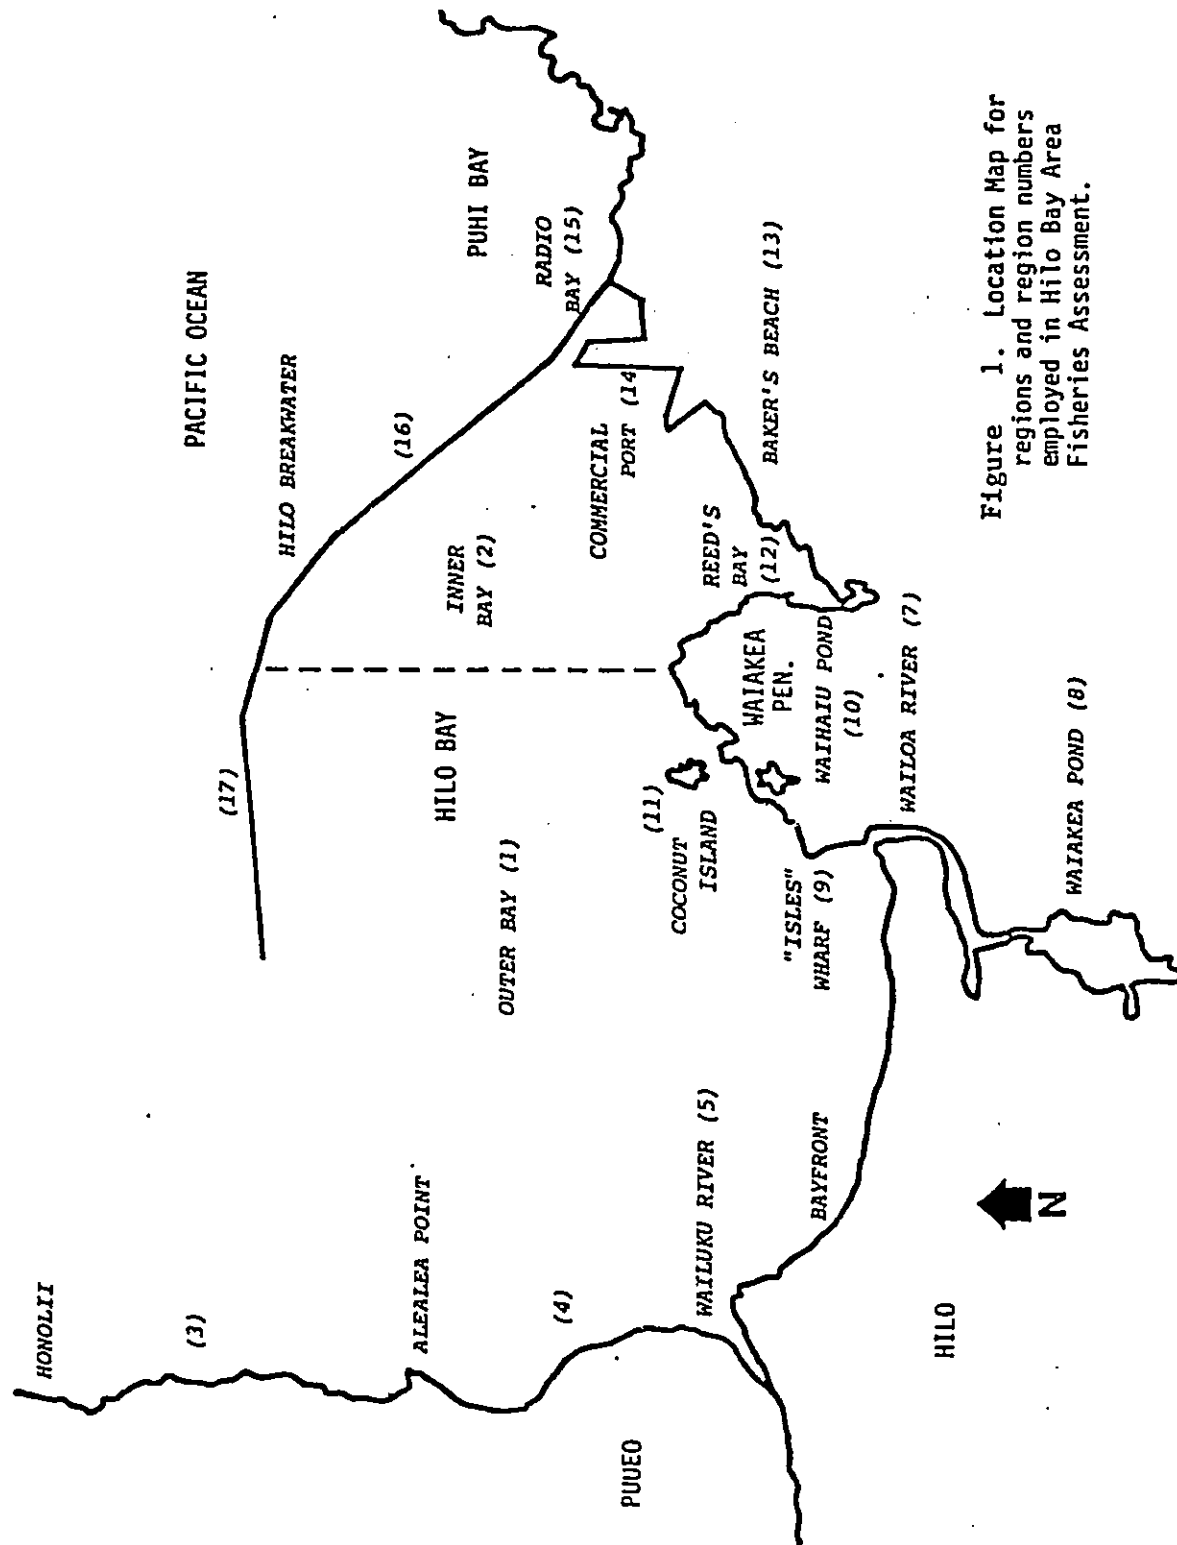 HONOLII
(3)
ALEALEA POINT
(4)
PUUEO
WAILUKU RIVER (5)
BAYFRONT
HILO
N
PACIFIC OCEAN
HILO BREAKWATER
(17)
(16)
HILO BAY
OUTER BAY (1)
INNER
BAY (2)
PUHI BAY
RADIO
BAY (15)
COMMERCIAL
PORT (14
BAKER'S BEACH (13)
REED'S
BAY
(12)
WAIAKEA
PEN.
(11)
COCONUT
ISLAND
WAIHAIU POND
(10)
"ISLES"
WHARF (9)
WAILOA RIVER (7)
WAIAKEA POND (8)
Figure 1. Location Map for
regions and region numbers
employed in Hilo Bay Area
Fisheries Assessment.